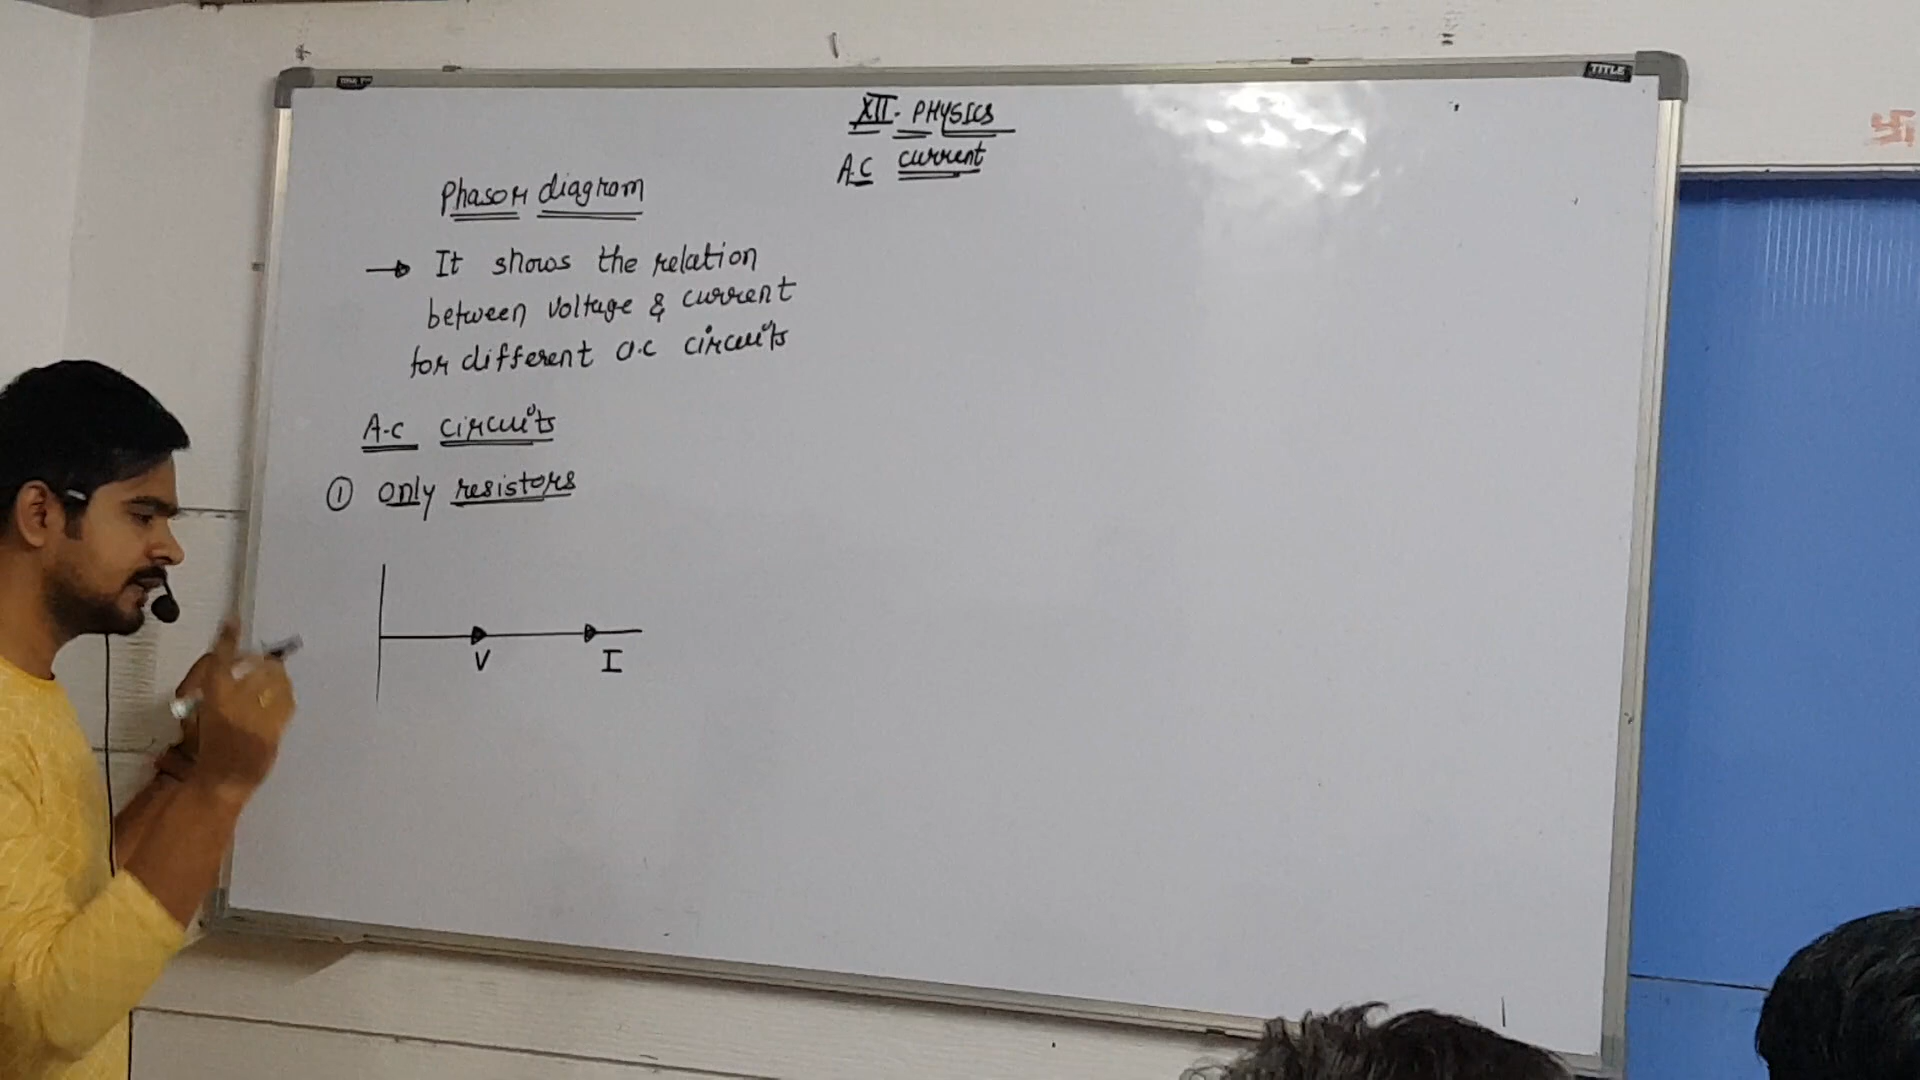 TITLE
XII - PHYSICS
A.C current
Phasor diagram
→ It shows the relation
between voltage & current
for different a.c circuits
A-c circuits
① only resistors
V
I